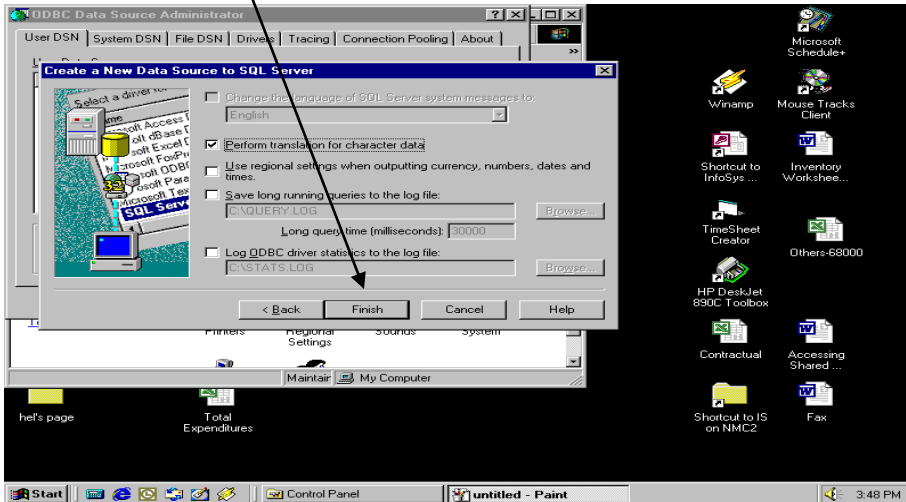 ODBC Data Source Administrator
User DSN System DSN File DSN Drivers Tracing Connection Pooling About
»
Create a New Data Source to SQL Server
Select a driver
Change the language of SQL Server system messages to:
English
Perform translation for character data
Use regional settings when outputting currency, numbers, dates and
times.
Save long running queries to the log file:
C:\QUERY.LOG
Browse...
Long query time (milliseconds): 30000
Log ODBC driver statistics to the log file:
C:\STATS.LOG
Browse...
SQL Serv
< Back Finish Cancel Help
Printers Regional Sounds System
Settings
Maintair My Computer
Microsoft
Schedule+
Winamp
Mouse Tracks
Client
Shortcut to
InfoSys ...
Inventory
Workshee...
TimeSheet
Creator
Others-68000
HP DeskJet
890C Toolbox
Contractual
Accessing
Shared ...
hel's page
Total
Expenditures
Shortcut to IS
on NMC2
Fax
Start Control Panel untitled - Paint 3:48 PM